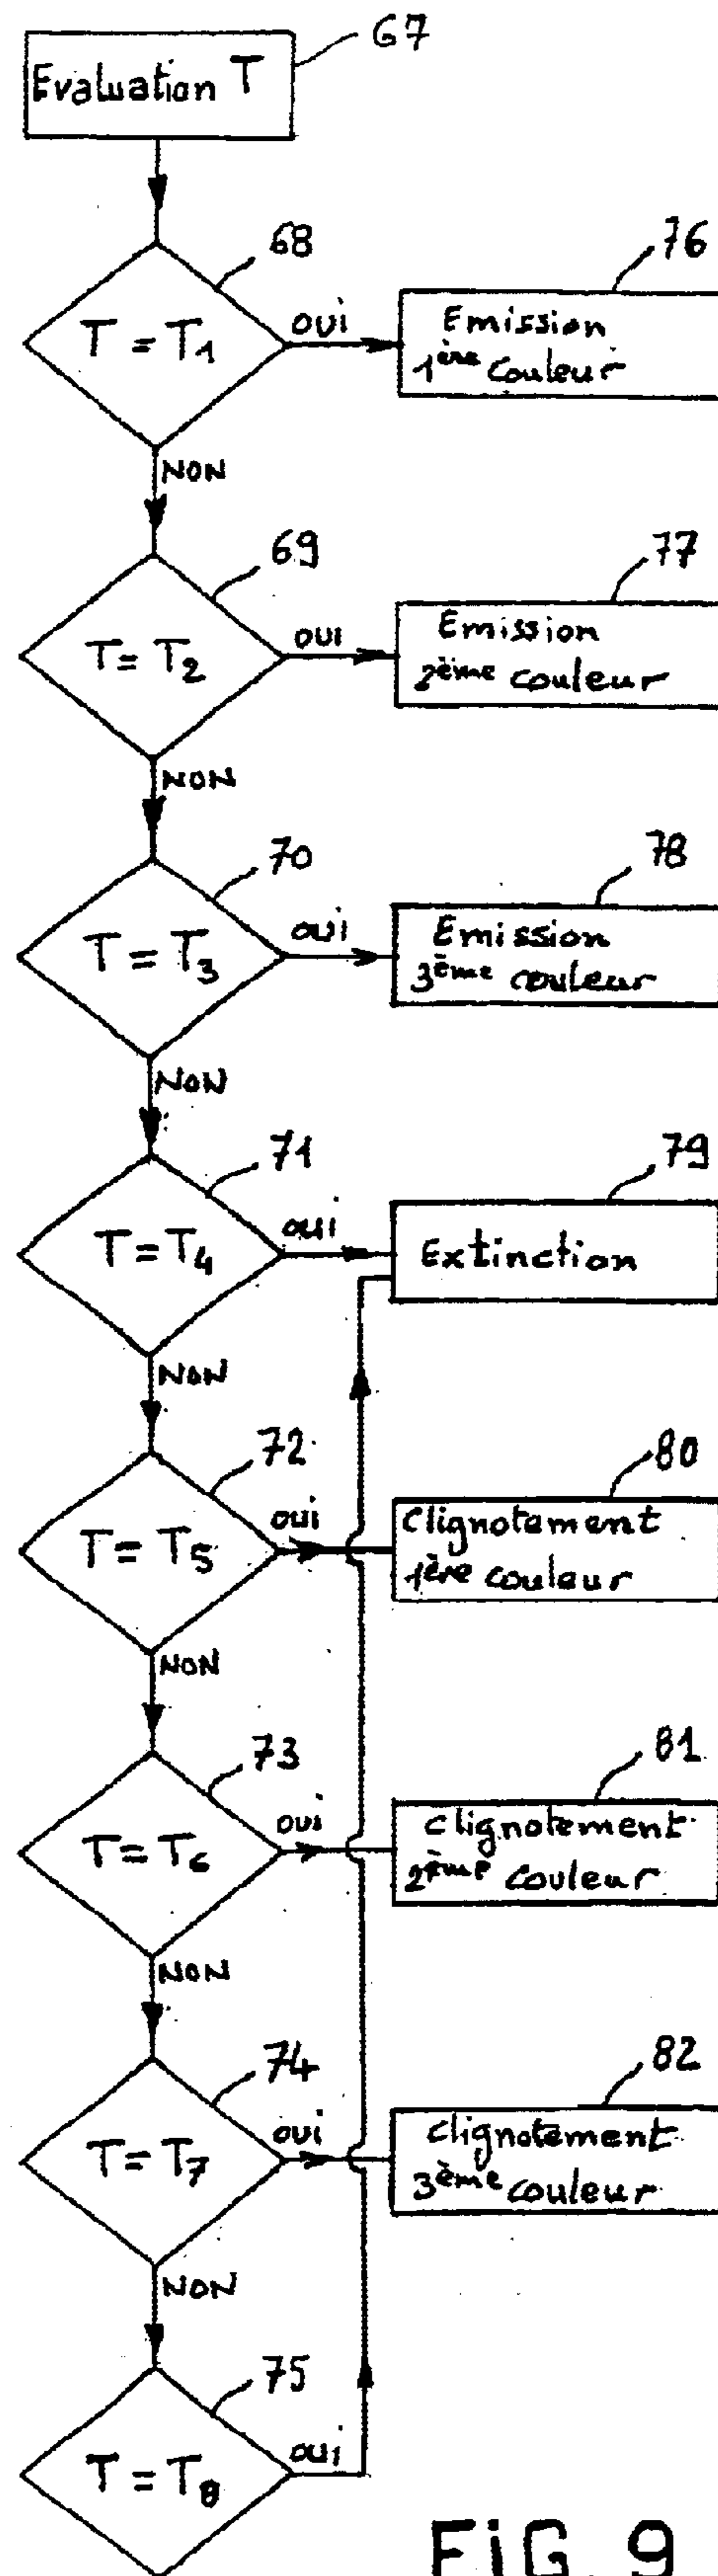 67
Evaluation T
68
76
T = T1
OUI
Emission
1ère couleur
NON
69
77
T = T2
OUI
Emission
2ème couleur
NON
70
78
T = T3
OUI
Emission
3ème couleur
NON
71
79
T = T4
OUI
Extinction
NON
72
80
T = T5
OUI
Clignotement
1ère couleur
NON
73
81
T = T6
OUI
Clignotement
2ème couleur
NON
74
82
T = T7
OUI
Clignotement
3ème couleur
NON
75
T = T8
OUI
FIG. 9